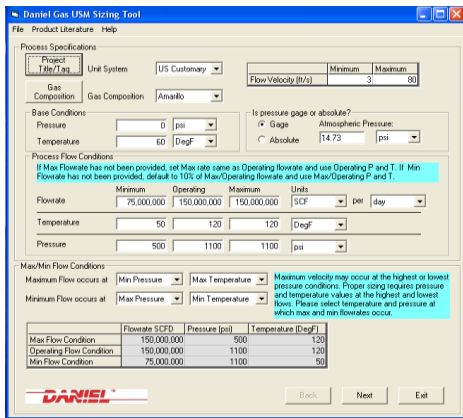 Daniel Gas USM Sizing Tool
File Product Literature Help
Process Specifications
Project Title/Tag
Unit System US Customary
Minimum Maximum
Flow Velocity (ft/s) 3 80
Gas Composition
Gas Composition Amarillo
Base Conditions
Pressure 0 psi
Temperature 60 DegF
Is pressure gage or absolute?
Gage
Absolute
Atmospheric Pressure:
14.73 psi
Process Flow Conditions
If Max Flowrate has not been provided, set Max rate same as Operating flowrate and use Operating P and T. If Min
Flowrate has not been provided, default to 10% of Max/Operating flowrate and use Max/Operating P and T.
Minimum Operating Maximum Units
Flowrate 75,000,000 150,000,000 150,000,000 SCF per day
Temperature 50 120 120 DegF
Pressure 500 1100 1100 psi
Max/Min Flow Conditions
Maximum Flow occurs at Min Pressure Max Temperature
Minimum Flow occurs at Max Pressure Min Temperature
Maximum velocity may occur at the highest or lowest
pressure conditions. Proper sizing requires pressure
and temperature values at the highest and lowest
flows. Please select temperature and pressure at
which max and min flowrates occur.
Flowrate SCFD Pressure (psi) Temperature (DegF)
Max Flow Condition 150,000,000 500 120
Operating Flow Condition 150,000,000 1100 120
Min Flow Condition 75,000,000 1100 50
DANIEL
Back Next Exit